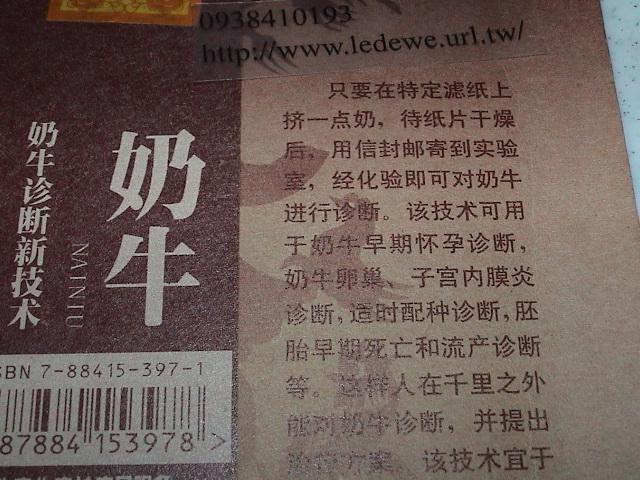 0938410193
http://www.ledewe.url.tw/
奶牛
NAINIU
奶牛诊断新技术
ISBN 7-88415-397-1
87884 153978 >
只要在特定滤纸上
挤一点奶，待纸片干燥
后，用信封邮寄到实验
室，经化验即可对奶牛
进行诊断。该技术可用
于奶牛早期怀孕诊断，
奶牛卵巢、子宫内膜炎
诊断，适时配种诊断，胚
胎早期死亡和流产诊断
等。这样人在千里之外
能对奶牛诊断，并提出
治疗方案。该技术宜于